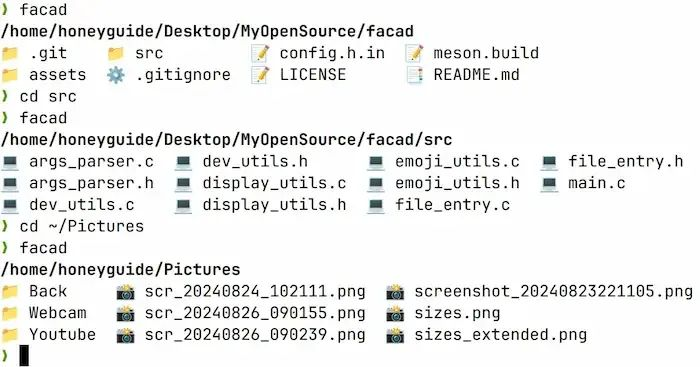 ❯ facad
/home/honeyguide/Desktop/MyOpenSource/facad
📁 .git 📁 src 📝 config.h.in 📝 meson.build
📁 assets ⚙️ .gitignore 📝 LICENSE 📑 README.md
❯ cd src
❯ facad
/home/honeyguide/Desktop/MyOpenSource/facad/src
💻 args_parser.c 💻 dev_utils.h 💻 emoji_utils.c 💻 file_entry.h
💻 args_parser.h 💻 display_utils.c 💻 emoji_utils.h 💻 main.c
💻 dev_utils.c 💻 display_utils.h 💻 file_entry.c
❯ cd ~/Pictures
❯ facad
/home/honeyguide/Pictures
📁 Back 📸 scr_20240824_102111.png 📸 screenshot_20240823221105.png
📁 Webcam 📸 scr_20240826_090155.png 📸 sizes.png
📁 Youtube 📸 scr_20240826_090239.png 📸 sizes_extended.png
❯